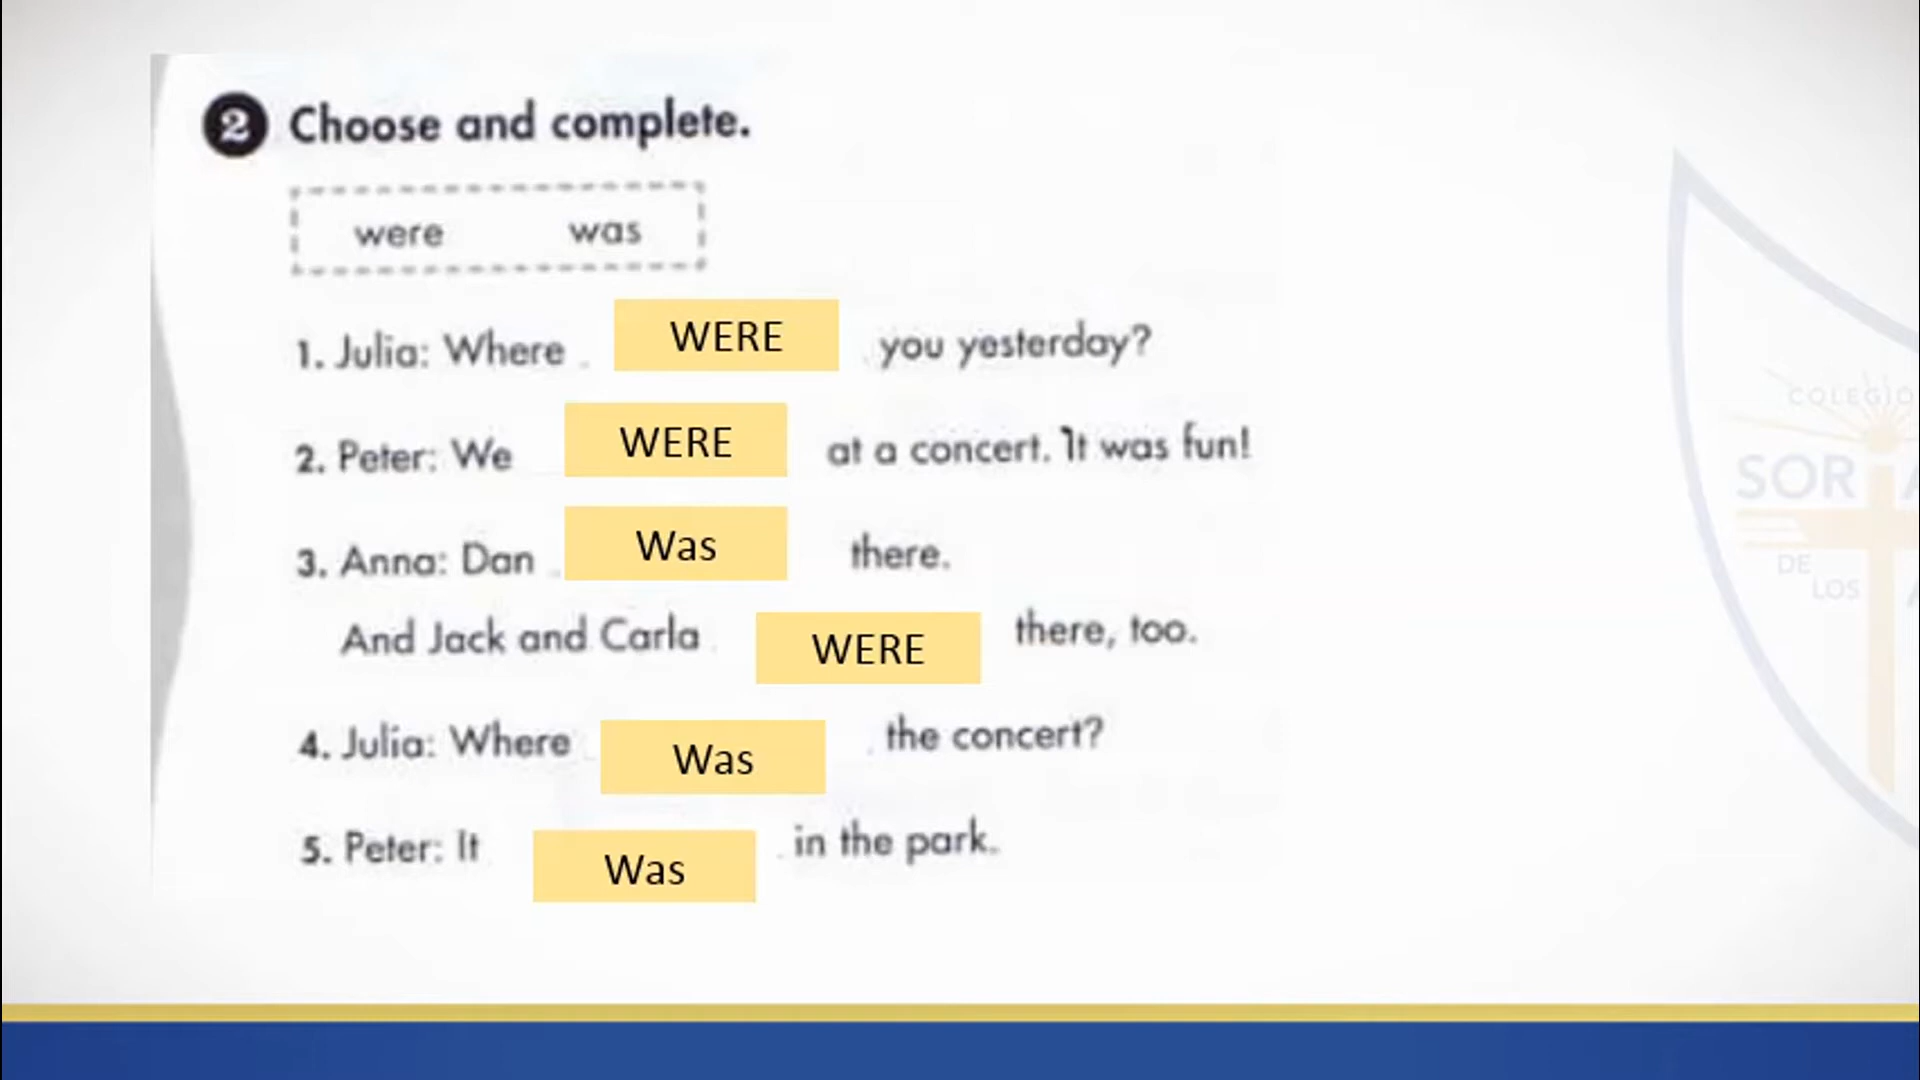 2 Choose and complete.
were was
1. Julia: Where WERE you yesterday?
2. Peter: We WERE at a concert. It was fun!
3. Anna: Dan Was there.
And Jack and Carla WERE there, too.
4. Julia: Where Was the concert?
5. Peter: It Was in the park.
COLEGIO
SOR
DE
LOS